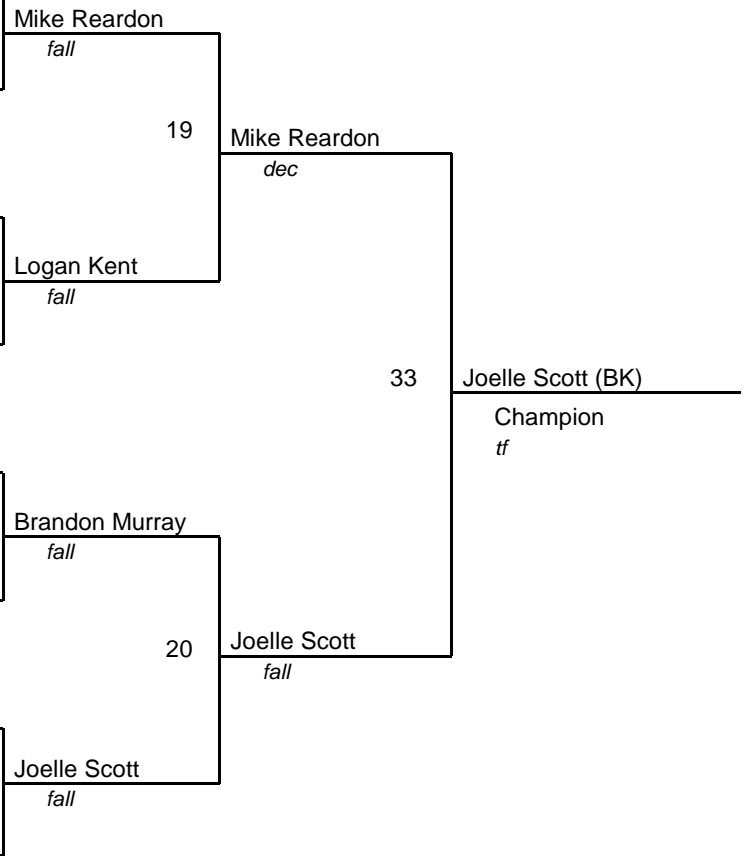 Mike Reardon
fall
19
Mike Reardon
dec
Logan Kent
fall
33
Joelle Scott (BK)
Champion
tf
Brandon Murray
fall
20
Joelle Scott
fall
Joelle Scott
fall